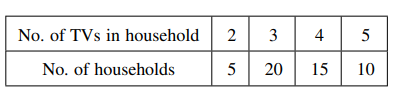 No. of TVs in household 2 3 4 5
No. of households 5 20 15 10